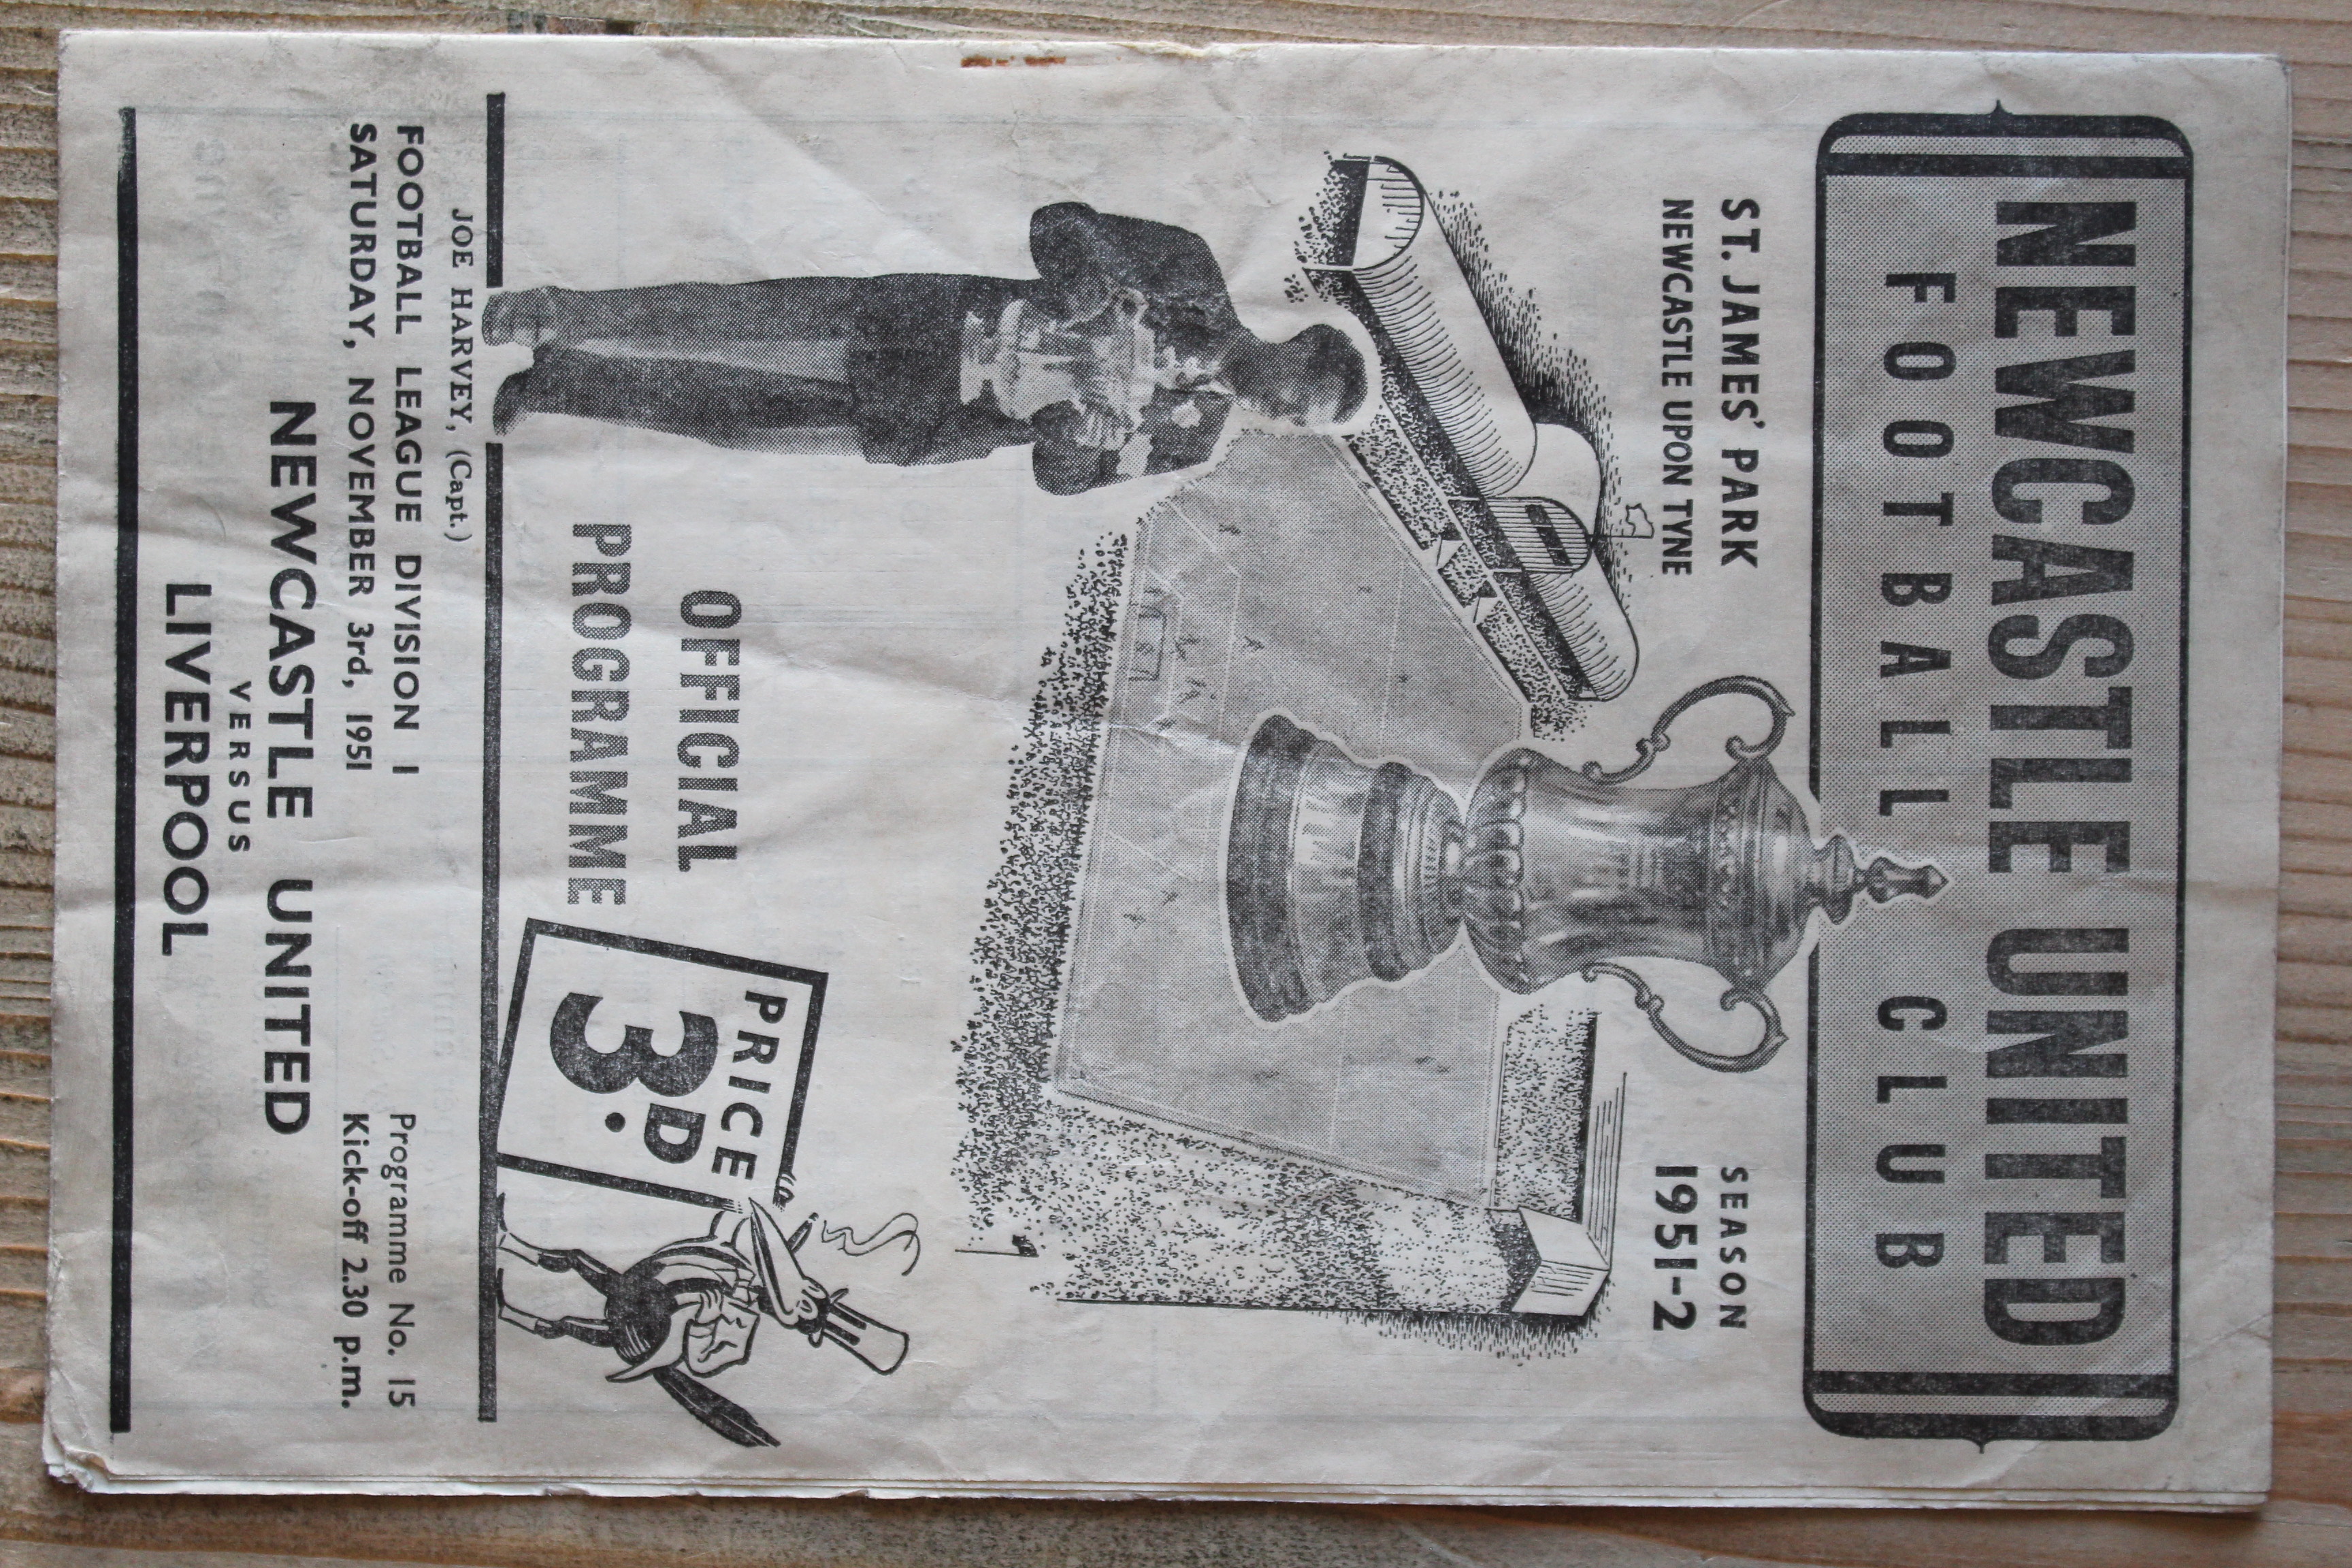 NEWCASTLE UNITED
FOOTBALL CLUB
ST. JAMES' PARK
NEWCASTLE UPON TYNE
SEASON
1951-2
OFFICIAL
PROGRAMME
PRICE
3D.
JOE HARVEY, (Capt.)
FOOTBALL LEAGUE DIVISION I
Programme No. 15
SATURDAY, NOVEMBER 3rd, 1951
Kick-off 2.30 p.m.
NEWCASTLE UNITED
VERSUS
LIVERPOOL